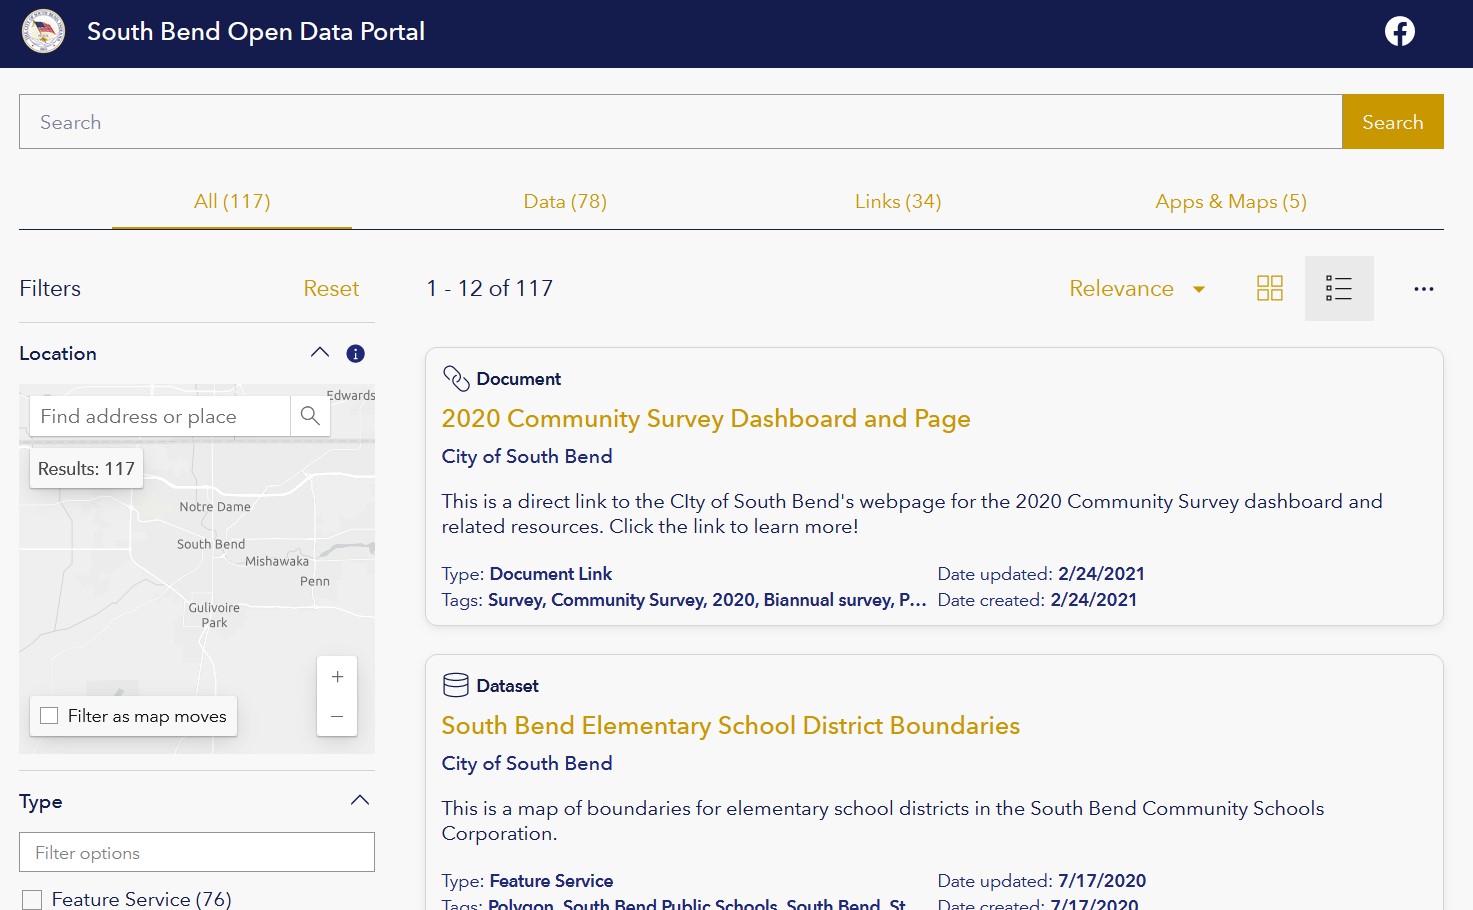 South Bend Open Data Portal
Search
Search
All (117)
Data (78)
Links (34)
Apps & Maps (5)
Filters
Reset
1 - 12 of 117
Relevance
Location
Edwards
Find address or place
Results: 117
Notre Dame
South Bend
Mishawaka
Penn
Gulivoire
Park
+
−
Filter as map moves
Type
Filter options
Feature Service (76)
Document
2020 Community Survey Dashboard and Page
City of South Bend
This is a direct link to the CIty of South Bend's webpage for the 2020 Community Survey dashboard and
related resources. Click the link to learn more!
Type: Document Link
Date updated: 2/24/2021
Tags: Survey, Community Survey, 2020, Biannual survey, P...
Date created: 2/24/2021
Dataset
South Bend Elementary School District Boundaries
City of South Bend
This is a map of boundaries for elementary school districts in the South Bend Community Schools
Corporation.
Type: Feature Service
Date updated: 7/17/2020
Tags: Polygon, South Bend Public Schools, South Bend, St...
Date created: 7/17/2020